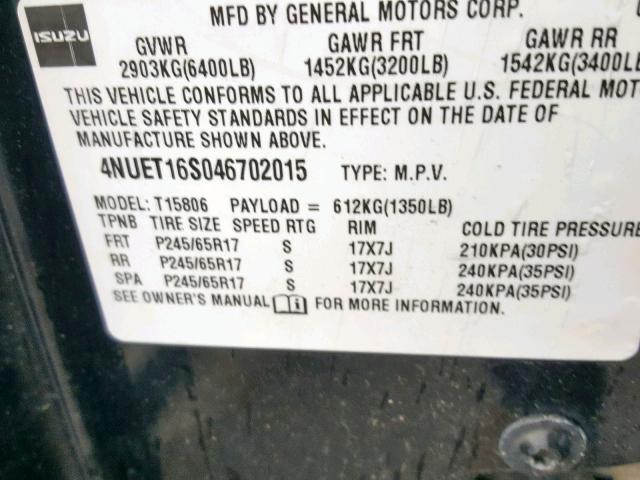 MFD BY GENERAL MOTORS CORP.
ISUZU
GVWR GAWR FRT GAWR RR
2903KG(6400LB) 1452KG(3200LB) 1542KG(3400LB
THIS VEHICLE CONFORMS TO ALL APPLICABLE U.S. FEDERAL MOT
VEHICLE SAFETY STANDARDS IN EFFECT ON THE DATE OF
MANUFACTURE SHOWN ABOVE.
4NUET16S046702015 TYPE: M.P.V.
MODEL: T15806 PAYLOAD = 612KG(1350LB)
TPNB TIRE SIZE SPEED RTG RIM COLD TIRE PRESSURE
FRT P245/65R17 S 17X7J 210KPA(30PSI)
RR P245/65R17 S 17X7J 240KPA(35PSI)
SPA P245/65R17 S 17X7J 240KPA(35PSI)
SEE OWNER'S MANUAL FOR MORE INFORMATION.